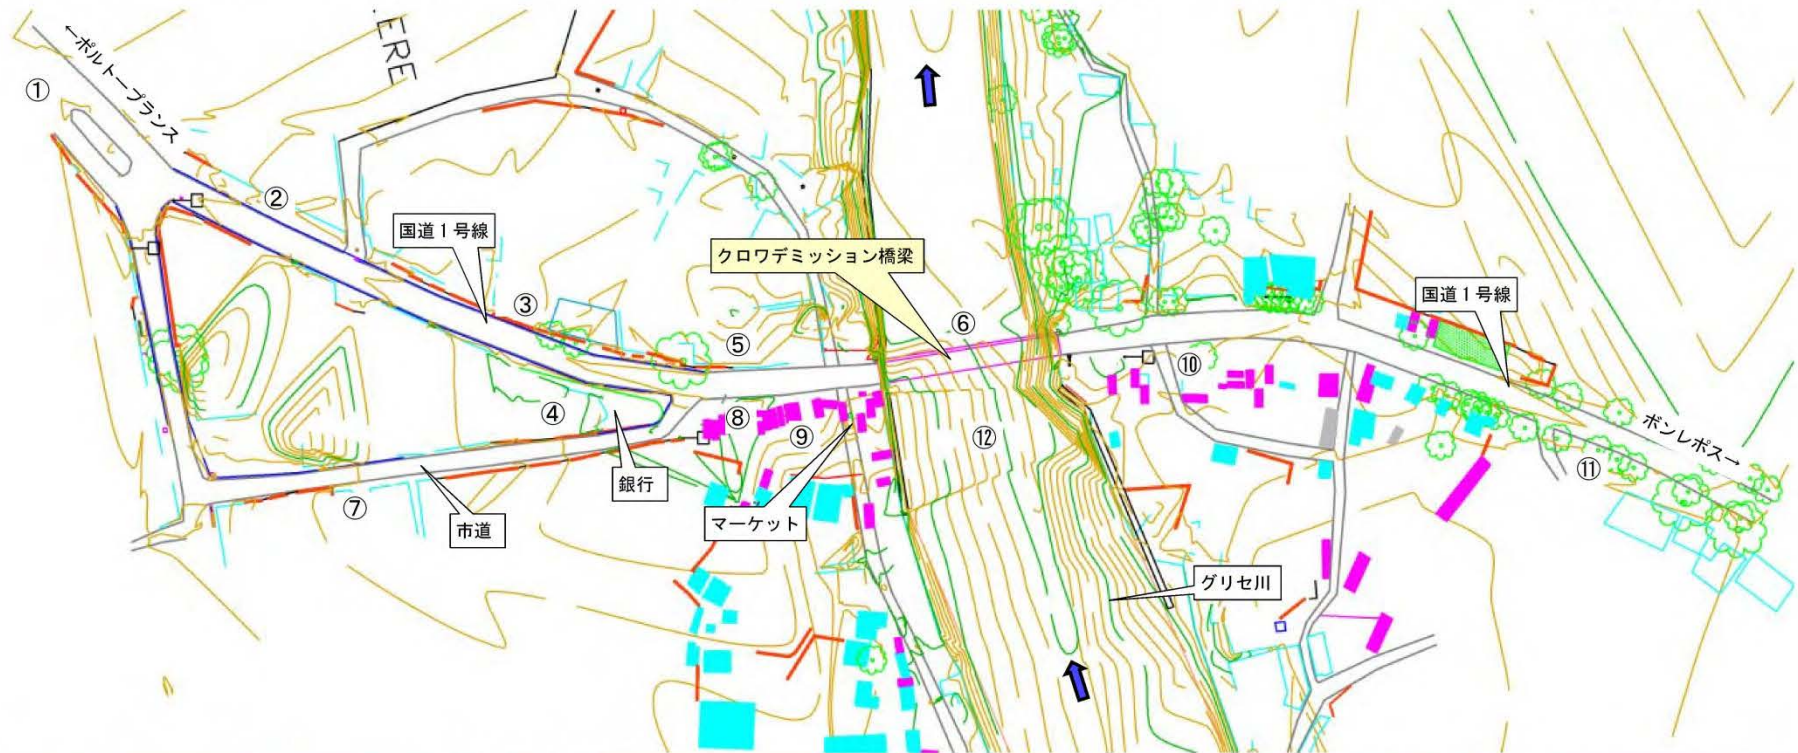 ←ポルトープランス
ERE
①
②
国道1号線
クロワデミッション橋梁
国道1号線
③
⑤
⑥
⑩
④
⑧
⑨
⑫
ボンレポス→
⑪
銀行
⑦
市道
マーケット
グリセ川